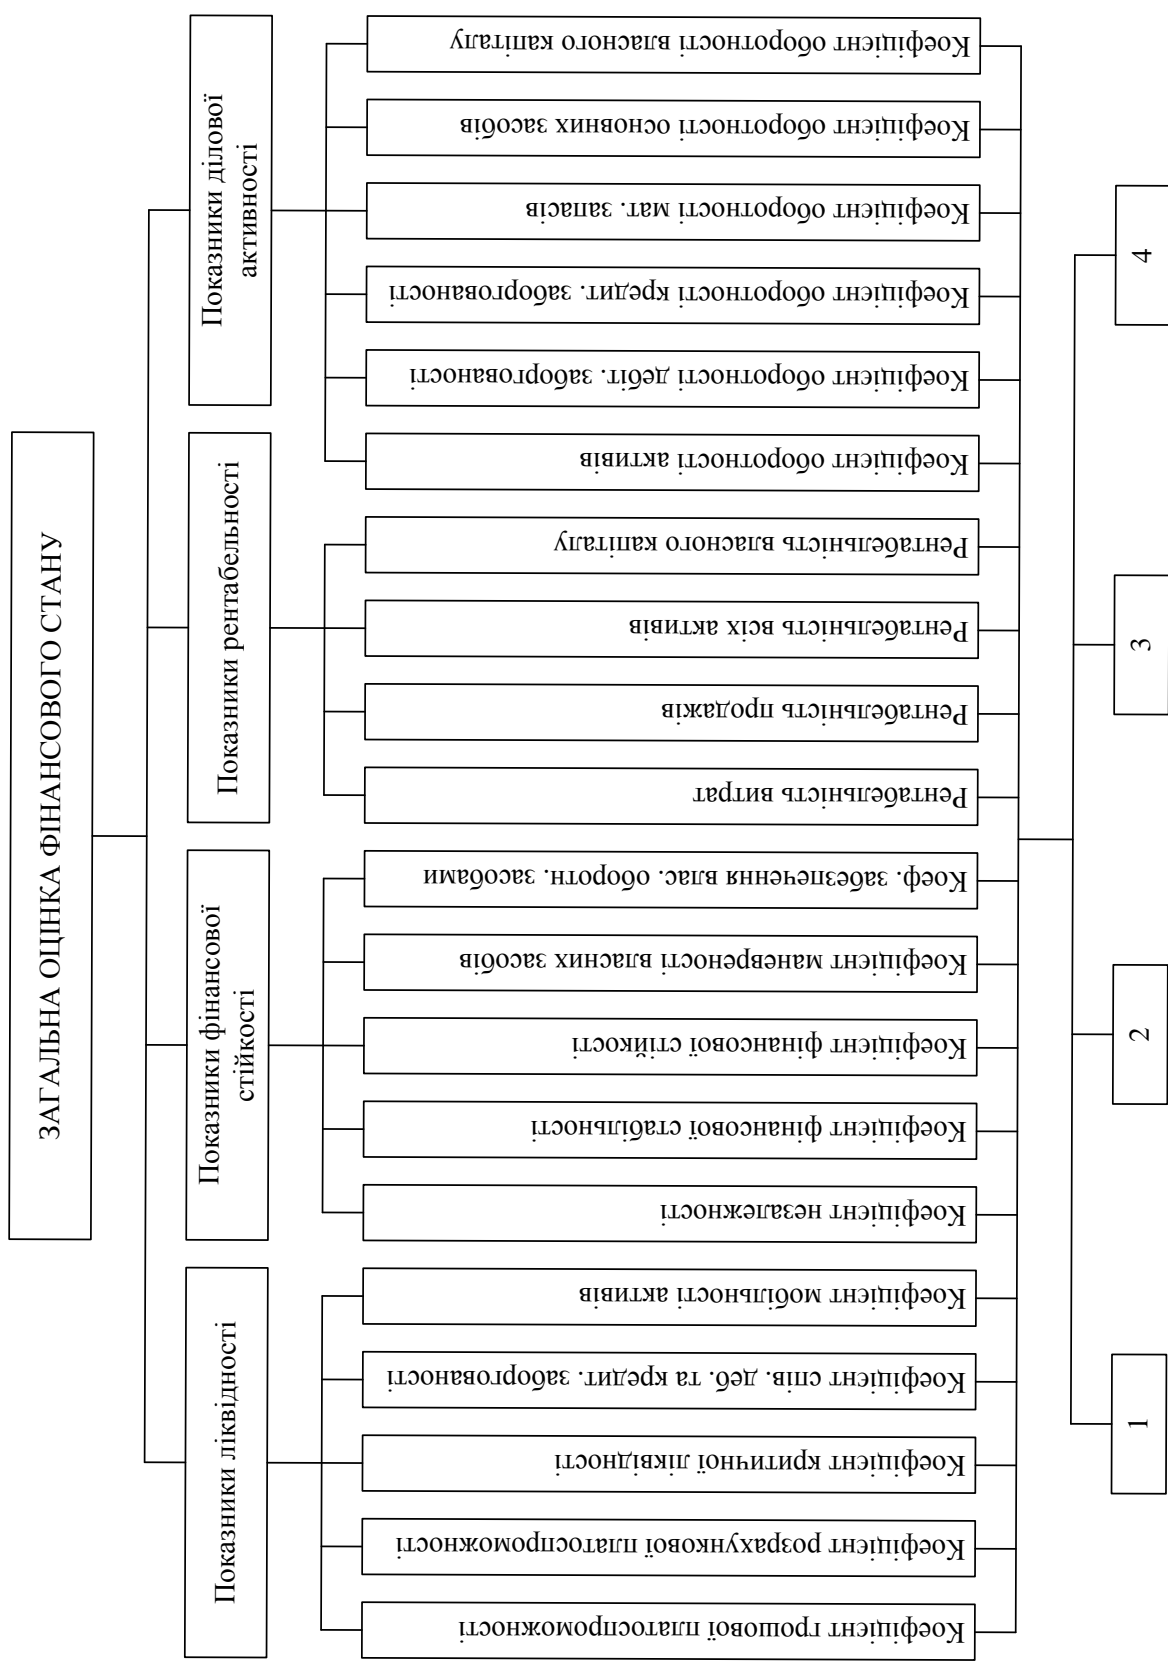 ЗАГАЛЬНА ОЦІНКА ФІНАНСОВОГО СТАНУ
Показники ліквідності
Показники фінансової
стійкості
Показники рентабельності
Показники ділової
активності
Коефіцієнт грошової платоспроможності
Коефіцієнт розрахункової платоспроможності
Коефіцієнт критичної ліквідності
Коефіцієнт спів. деб. та кредит. заборгованості
Коефіцієнт мобільності активів
Коефіцієнт незалежності
Коефіцієнт фінансової стабільності
Коефіцієнт фінансової стійкості
Коефіцієнт маневреності власних засобів
Коеф. забезпечення влас. оборотн. засобами
Рентабельність витрат
Рентабельність продажів
Рентабельність всіх активів
Рентабельність власного капіталу
Коефіцієнт оборотності активів
Коефіцієнт оборотності дебіт. заборгованості
Коефіцієнт оборотності кредит. заборгованості
Коефіцієнт оборотності мат. запасів
Коефіцієнт оборотності основних засобів
Коефіцієнт оборотності власного капіталу
1
2
3
4